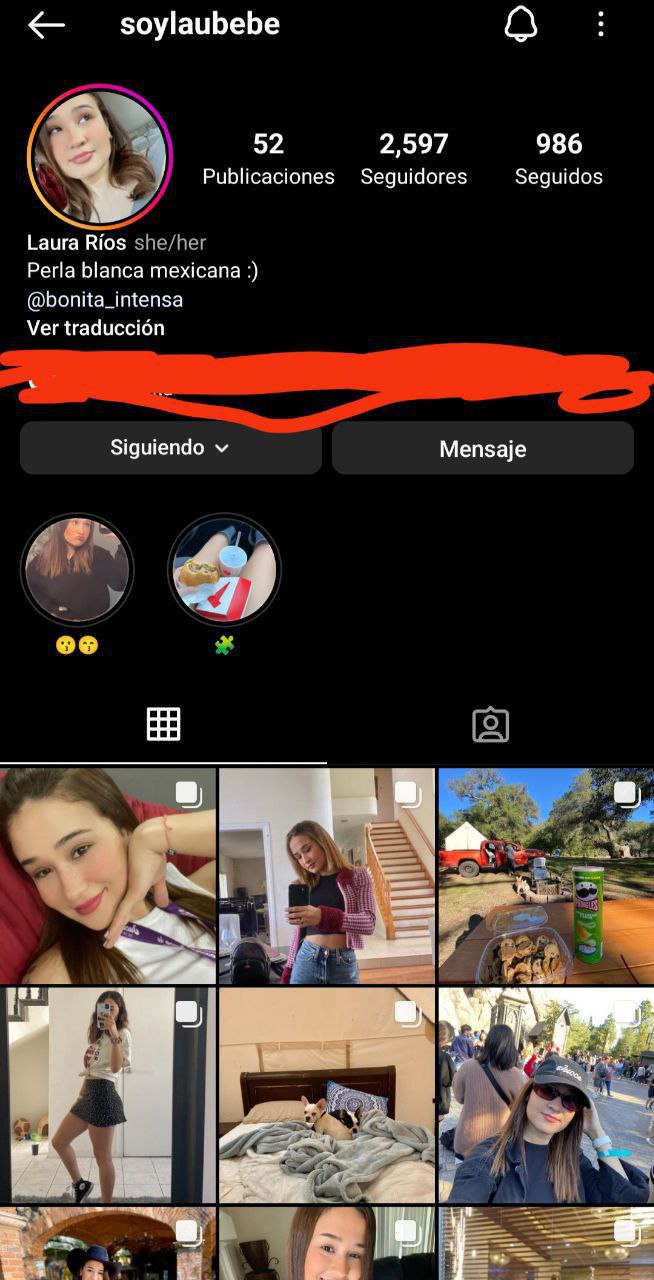 soylaubebe
52
2,597
986
Publicaciones
Seguidores
Seguidos
Laura Ríos she/her
Perla blanca mexicana :)
@bonita_intensa
Ver traducción
Siguiendo
Mensaje
PRINGLES